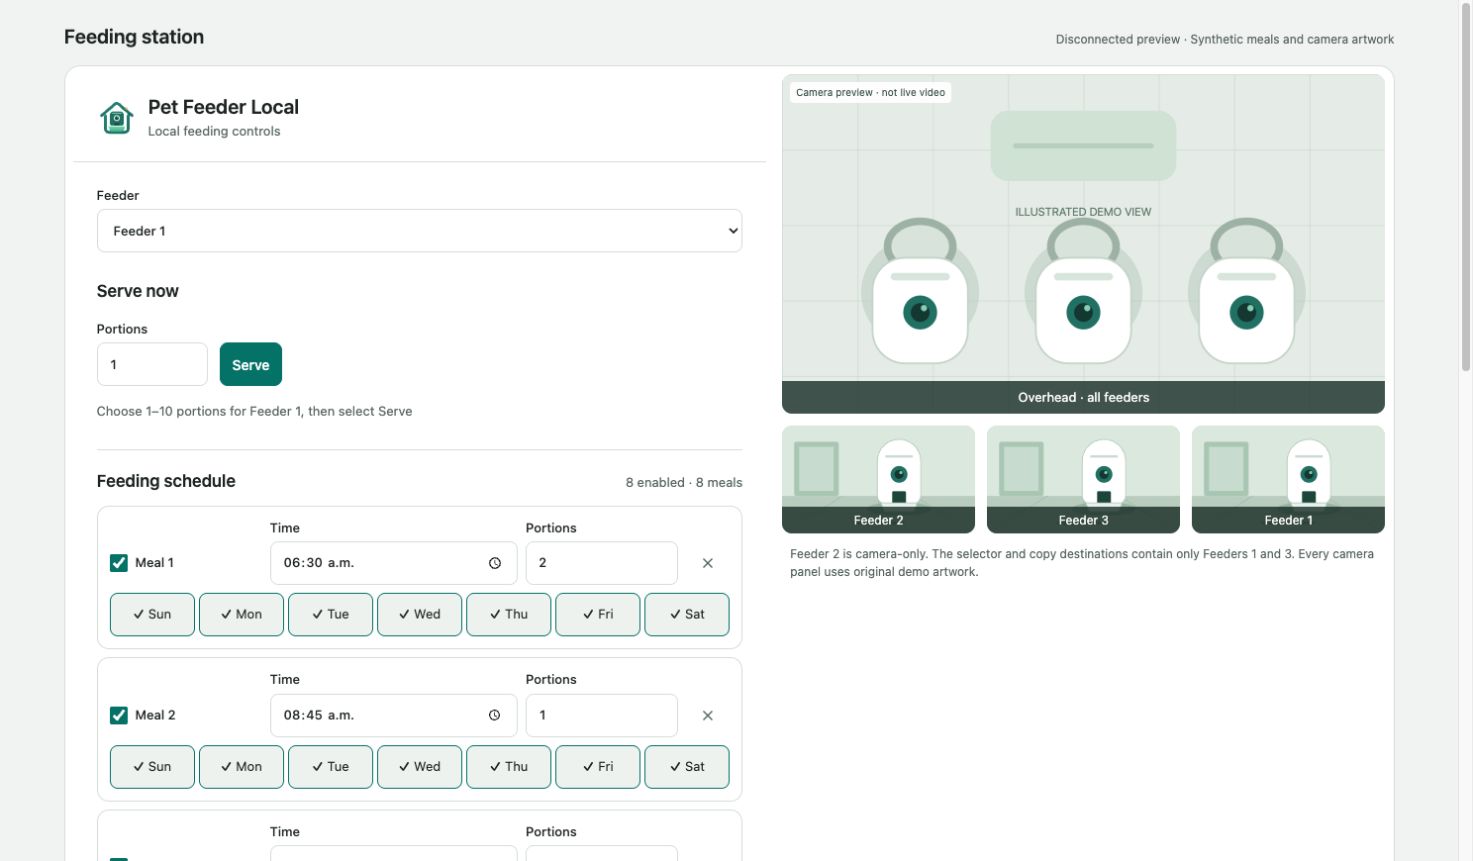 Feeding station
Disconnected preview · Synthetic meals and camera artwork
Pet Feeder Local
Local feeding controls
Feeder
Feeder 1
Serve now
Portions
1
Serve
Choose 1–10 portions for Feeder 1, then select Serve
Feeding schedule
8 enabled · 8 meals
Time
Portions
Meal 1
06:30 a.m.
2
✓ Sun
✓ Mon
✓ Tue
✓ Wed
✓ Thu
✓ Fri
✓ Sat
Time
Portions
Meal 2
08:45 a.m.
1
✓ Sun
✓ Mon
✓ Tue
✓ Wed
✓ Thu
✓ Fri
✓ Sat
Time
Portions
Camera preview · not live video
ILLUSTRATED DEMO VIEW
Overhead · all feeders
Feeder 2
Feeder 3
Feeder 1
Feeder 2 is camera-only. The selector and copy destinations contain only Feeders 1 and 3. Every camera
panel uses original demo artwork.